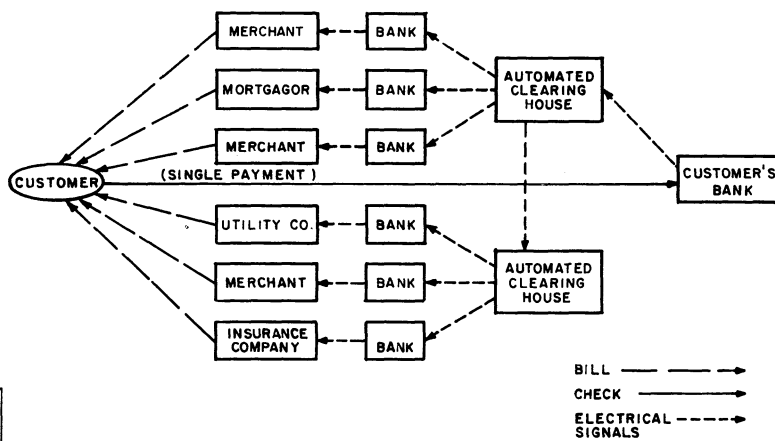 MERCHANT
BANK
MORTGAGOR
BANK
AUTOMATED
CLEARING
HOUSE
MERCHANT
BANK
CUSTOMER
(SINGLE PAYMENT)
CUSTOMER'S
BANK
UTILITY CO.
BANK
MERCHANT
BANK
AUTOMATED
CLEARING
HOUSE
INSURANCE
COMPANY
BANK
BILL
CHECK
ELECTRICAL
SIGNALS